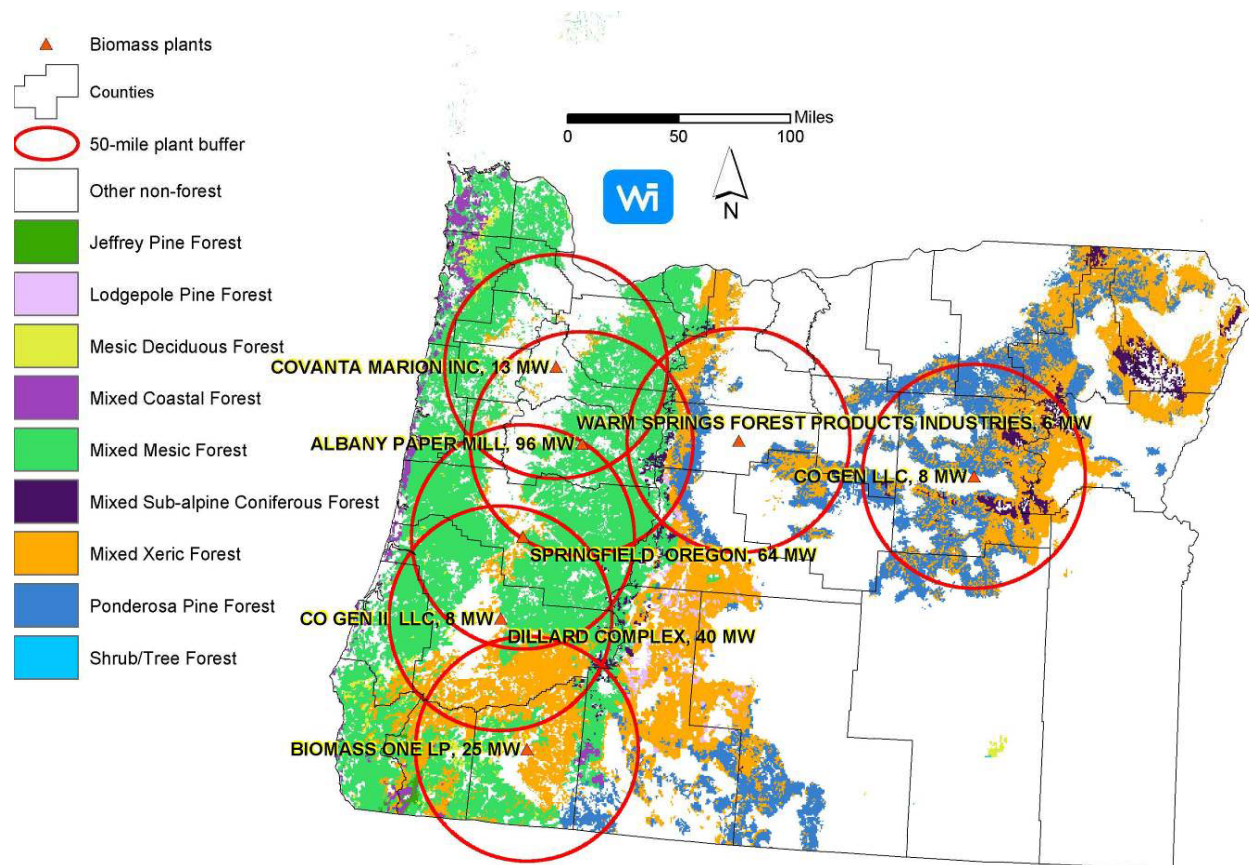 Biomass plants
Counties
50-mile plant buffer
Other non-forest
Jeffrey Pine Forest
Lodgepole Pine Forest
Mesic Deciduous Forest
Mixed Coastal Forest
Mixed Mesic Forest
Mixed Sub-alpine Coniferous Forest
Mixed Xeric Forest
Ponderosa Pine Forest
Shrub/Tree Forest
Miles
0 50 100
Wi
N
COVANTA MARION INC, 13 MW
WARM SPRINGS FOREST PRODUCTS INDUSTRIES, 6 MW
ALBANY PAPER MILL, 96 MW
CO GEN LLC, 8 MW
SPRINGFIELD, OREGON, 64 MW
CO GEN II LLC, 8 MW
DILLARD COMPLEX, 40 MW
BIOMASS ONE LP, 25 MW